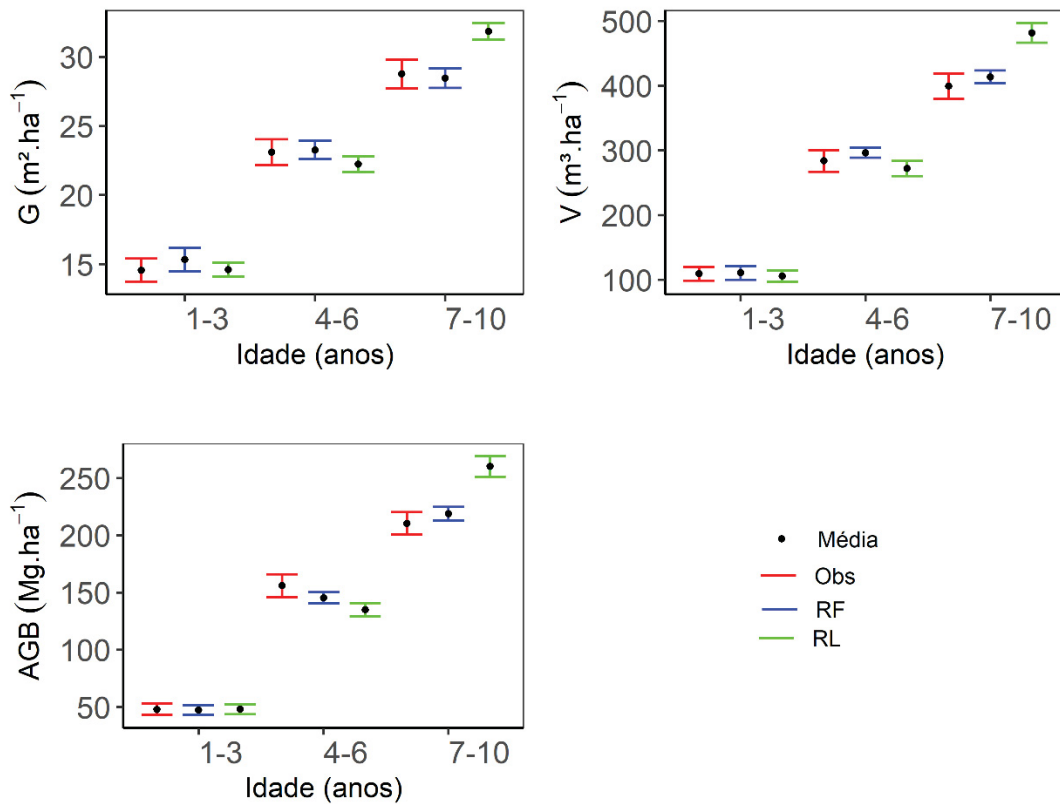 G (m².ha⁻¹)
30
25
20
15
1-3
4-6
7-10
Idade (anos)
V (m³.ha⁻¹)
500
400
300
200
100
1-3
4-6
7-10
Idade (anos)
AGB (Mg.ha⁻¹)
250
200
150
100
50
1-3
4-6
7-10
Idade (anos)
Média
Obs
RF
RL